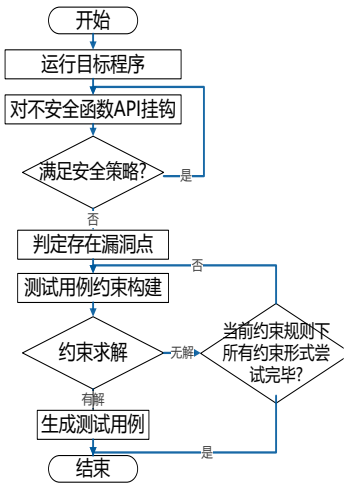 开始
运行目标程序
对不安全函数API挂钩
满足安全策略?
是
否
判定存在漏洞点
否
测试用例约束构建
约束求解
无解
当前约束规则下
所有约束形式尝
试完毕?
有解
生成测试用例
是
结束